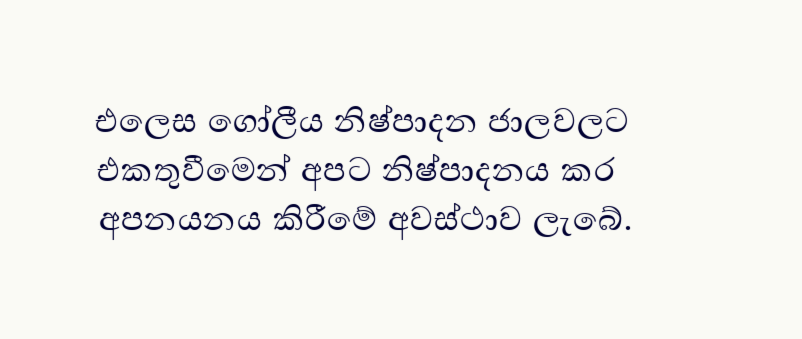 එලෙස ගෝලීය නිෂ්පාදන ජාලවලට
එකතුවීමෙන් අපට නිෂ්පාදනය කර
අපනයනය කිරීමේ අවස්ථාව ලැබේ.